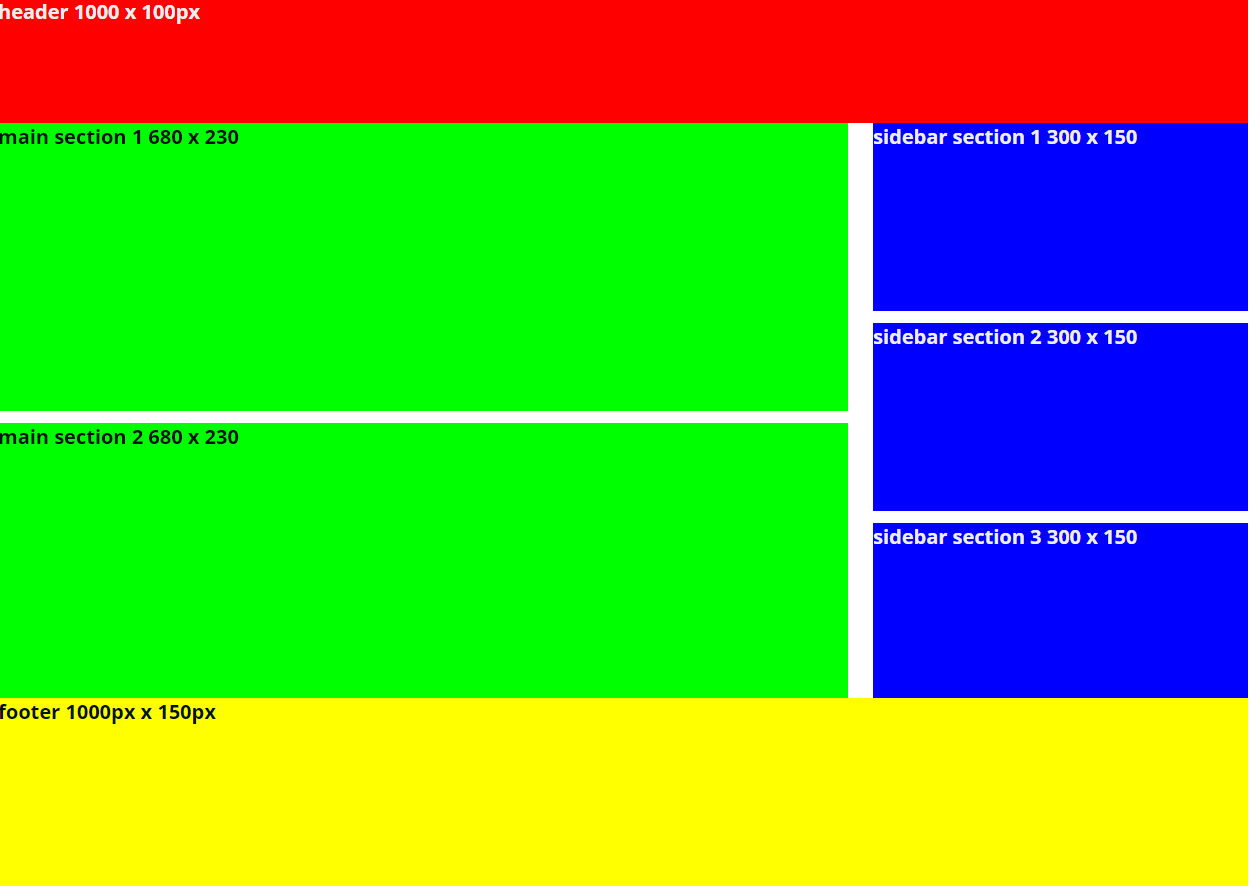 header 1000 x 100px
main section 1 680 x 230
sidebar section 1 300 x 150
sidebar section 2 300 x 150
main section 2 680 x 230
sidebar section 3 300 x 150
footer 1000px x 150px